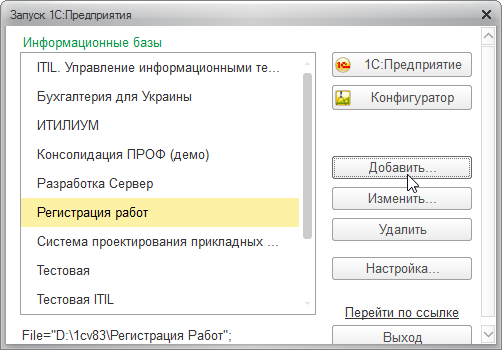 Запуск 1С:Предприятия
Информационные базы
ITIL. Управление информационными те...
Бухгалтерия для Украины
ИТИЛИУМ
Консолидация ПРОФ (демо)
Разработка Сервер
Регистрация работ
Система проектирования прикладных ...
Тестовая
Тестовая ITIL
File="D:\1cv83\Регистрация Работ";
1С:Предприятие
Конфигуратор
Добавить...
Изменить...
Удалить
Настройка...
Перейти по ссылке
Выход